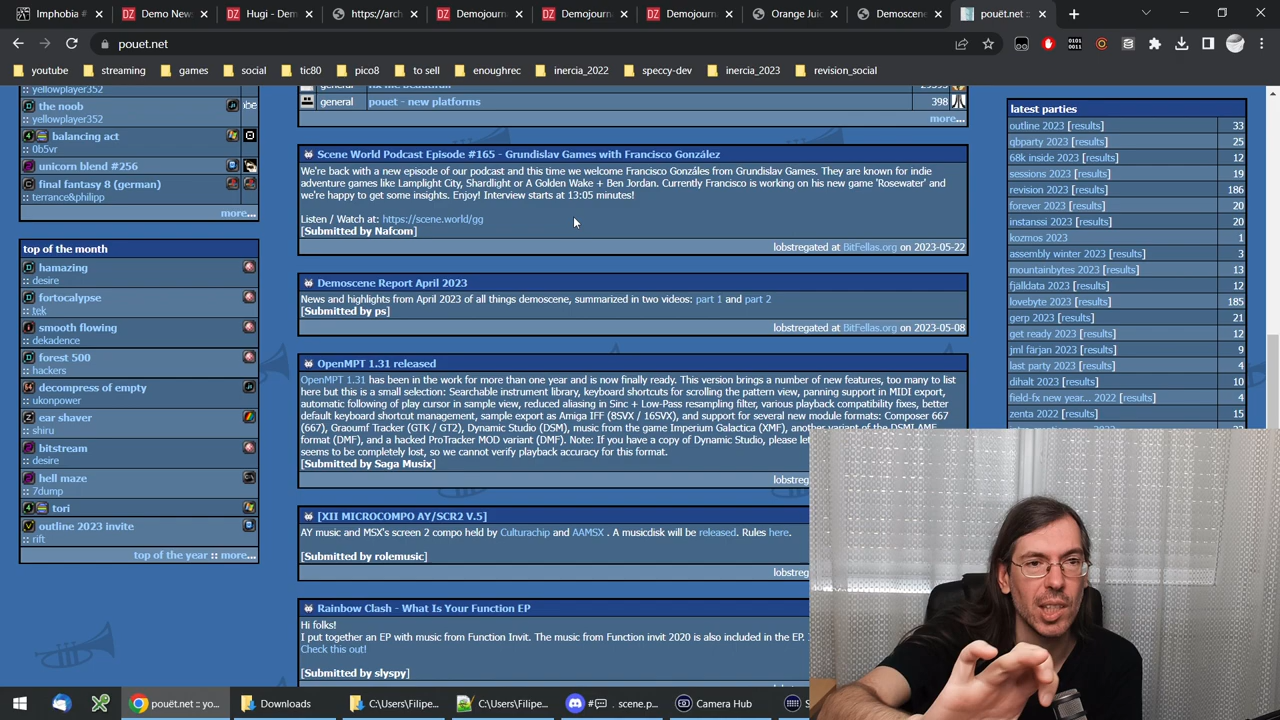 Imphobia #
Demo New
Hugi - De
https://arch
Demojour
Demojour
Demojour
Orange Juic
Demoscene
pouët.net ::
pouet.net
youtube
streaming
games
social
tic80
pico8
to sell
enoughrec
inercia_2022
speccy-dev
inercia_2023
revision_social
yellowplayer352
the noob
yellowplayer352
balancing act
0b5vr
unicorn blend #256
final fantasy 8 (german)
terrance&philipp
more...
top of the month
hamazing
desire
fortocalypse
tek
smooth flowing
dekadence
forest 500
hackers
decompress of empty
ukonpower
ear shaver
shiru
bitstream
desire
hell maze
7dump
:: tori
outline 2023 invite
rift
top of the year :: more...
general
general
pouet - new platforms
398
more...
Scene World Podcast Episode #165 - Grundislav Games with Francisco González
We're back with a new episode of our podcast and this time we welcome Francisco Gonzáles from Grundislav Games. They are known for indie
adventure games like Lamplight City, Shardlight or A Golden Wake + Ben Jordan. Currently Francisco is working on his new game 'Rosewater' and
we're happy to get some insights. Enjoy! Interview starts at 13:05 minutes!
Listen / Watch at: https://scene.world/gg
[Submitted by Nafcom]
lobstregated at BitFellas.org on 2023-05-22
Demoscene Report April 2023
News and highlights from April 2023 of all things demoscene, summarized in two videos: part 1 and part 2
[Submitted by ps]
lobstregated at BitFellas.org on 2023-05-08
OpenMPT 1.31 released
OpenMPT 1.31 has been in the work for more than one year and is now finally ready. This version brings a number of new features, too many to list
here but this is a small selection: Searchable instrument library, keyboard shortcuts for scrolling the pattern view, panning support in MIDI export,
automatic following of play cursor in sample view, reduced aliasing in Sinc + Low-Pass resampling filter, various playback compatibility fixes, better
default keyboard shortcut management, sample export as Amiga IFF (8SVX / 16SVX), and support for several new module formats: Composer 667
(667), Graoumf Tracker (GTK / GT2), Dynamic Studio (DSM), music from the game Imperium Galactica (XMF), another variant of the DSMI AMF
format (DMF), and a hacked ProTracker MOD variant (DMF). Note: If you have a copy of Dynamic Studio, please let
seems to be completely lost, so we cannot verify playback accuracy for this format.
[Submitted by Saga Musix]
lobstreg
[XII MICROCOMPO AY/SCR2 V.5]
AY music and MSX's screen 2 compo held by Culturachip and AAMSX . A musicdisk will be released. Rules here.
[Submitted by rolemusic]
lobstreg
Rainbow Clash - What Is Your Function EP
Hi folks!
I put together an EP with music from Function Invit. The music from Function invit 2020 is also included in the EP.
Check this out!
[Submitted by slyspy]
latest parties
outline 2023 [results] 33
qbparty 2023 [results] 25
68k inside 2023 [results] 12
sessions 2023 [results] 19
revision 2023 [results] 186
forever 2023 [results] 20
instanssi 2023 [results] 20
kozmos 2023 1
assembly winter 2023 [results]
mountainbytes 2023 [results] 13
fjälldata 2023 [results] 12
lovebyte 2023 [results] 185
gerp 2023 [results] 21
get ready 2023 [results] 12
jml färjan 2023 [results] 9
last party 2023 [results] 4
dihalt 2023 [results] 10
field-fx new year... 2022 [results] 4
zenta 2022 [results] 15
pouët.net :: yo...
Downloads
C:\Users\Filipe...
C:\Users\Filipe...
#💬 . scene.p...
Camera Hub